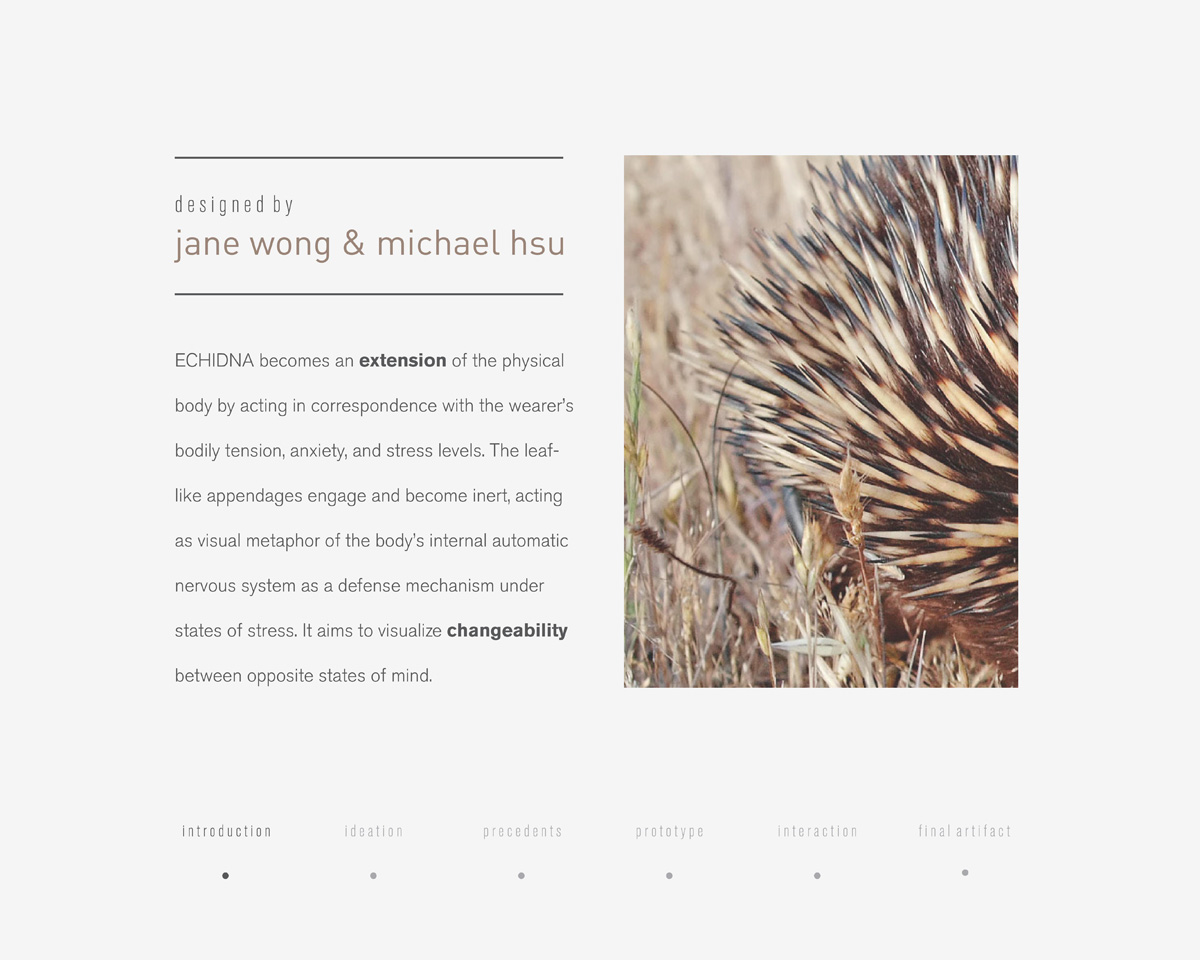 designed by
jane wong & michael hsu
ECHIDNA becomes an extension of the physical
body by acting in correspondence with the wearer’s
bodily tension, anxiety, and stress levels. The leaf-
like appendages engage and become inert, acting
as visual metaphor of the body’s internal automatic
nervous system as a defense mechanism under
states of stress. It aims to visualize changeability
between opposite states of mind.
introduction ideation precedents prototype interaction final artifact